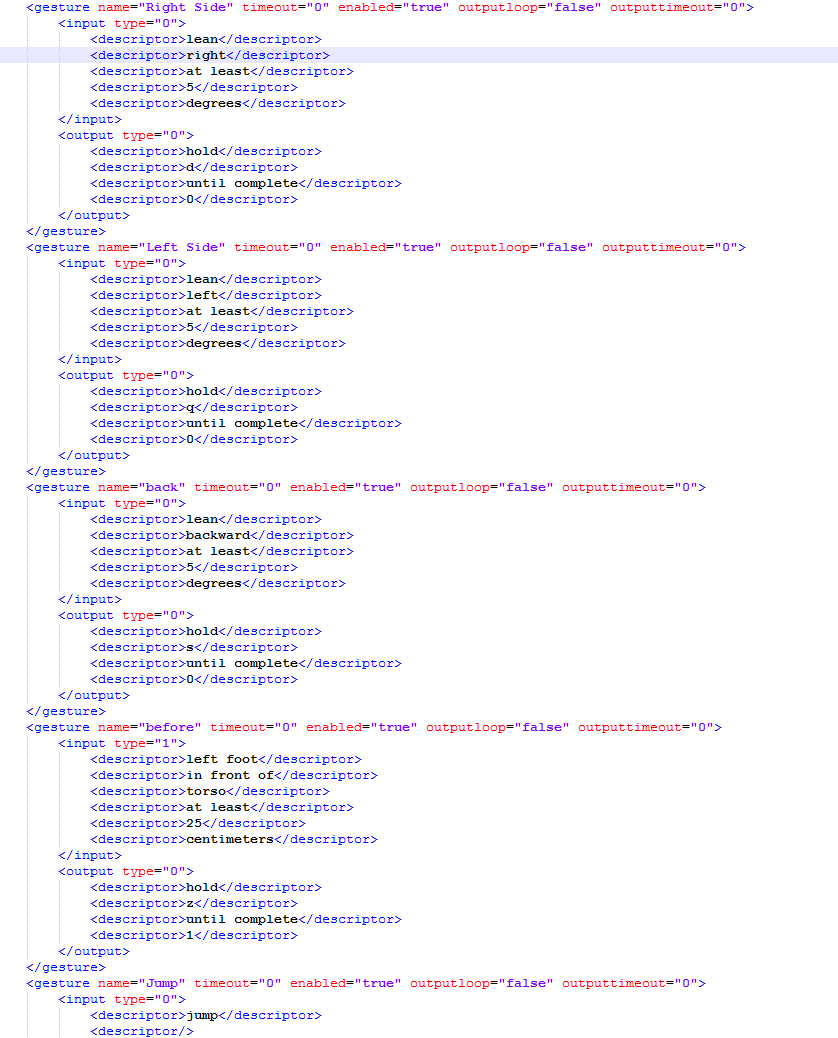 <gesture name="Right Side" timeout="0" enabled="true" outputloop="false" outputtimeout="0">
<input type="0">
<descriptor>lean</descriptor>
<descriptor>right</descriptor>
<descriptor>at least</descriptor>
<descriptor>5</descriptor>
<descriptor>degrees</descriptor>
</input>
<output type="0">
<descriptor>hold</descriptor>
<descriptor>d</descriptor>
<descriptor>until complete</descriptor>
<descriptor>0</descriptor>
</output>
</gesture>
<gesture name="Left Side" timeout="0" enabled="true" outputloop="false" outputtimeout="0">
<input type="0">
<descriptor>lean</descriptor>
<descriptor>left</descriptor>
<descriptor>at least</descriptor>
<descriptor>5</descriptor>
<descriptor>degrees</descriptor>
</input>
<output type="0">
<descriptor>hold</descriptor>
<descriptor>q</descriptor>
<descriptor>until complete</descriptor>
<descriptor>0</descriptor>
</output>
</gesture>
<gesture name="back" timeout="0" enabled="true" outputloop="false" outputtimeout="0">
<input type="0">
<descriptor>lean</descriptor>
<descriptor>backward</descriptor>
<descriptor>at least</descriptor>
<descriptor>5</descriptor>
<descriptor>degrees</descriptor>
</input>
<output type="0">
<descriptor>hold</descriptor>
<descriptor>s</descriptor>
<descriptor>until complete</descriptor>
<descriptor>0</descriptor>
</output>
</gesture>
<gesture name="before" timeout="0" enabled="true" outputloop="false" outputtimeout="0">
<input type="1">
<descriptor>left foot</descriptor>
<descriptor>in front of</descriptor>
<descriptor>torso</descriptor>
<descriptor>at least</descriptor>
<descriptor>25</descriptor>
<descriptor>centimeters</descriptor>
</input>
<output type="0">
<descriptor>hold</descriptor>
<descriptor>z</descriptor>
<descriptor>until complete</descriptor>
<descriptor>1</descriptor>
</output>
</gesture>
<gesture name="Jump" timeout="0" enabled="true" outputloop="false" outputtimeout="0">
<input type="0">
<descriptor>jump</descriptor>
<descriptor/>